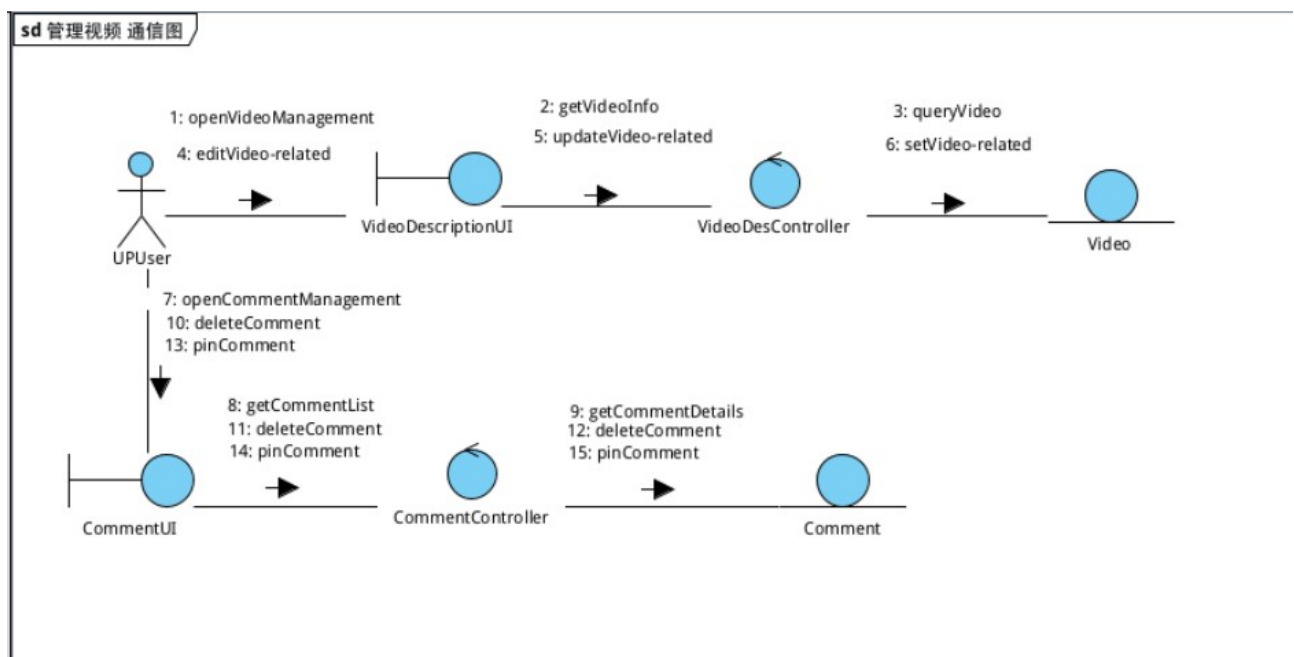 sd 管理视频 通信图
1: openVideoManagement
4: editVideo-related
2: getVideoInfo
5: updateVideo-related
3: queryVideo
6: setVideo-related
UPUser
VideoDescriptionUI
VideoDesController
Video
7: openCommentManagement
10: deleteComment
13: pinComment
8: getCommentList
11: deleteComment
14: pinComment
9: getCommentDetails
12: deleteComment
15: pinComment
CommentUI
CommentController
Comment